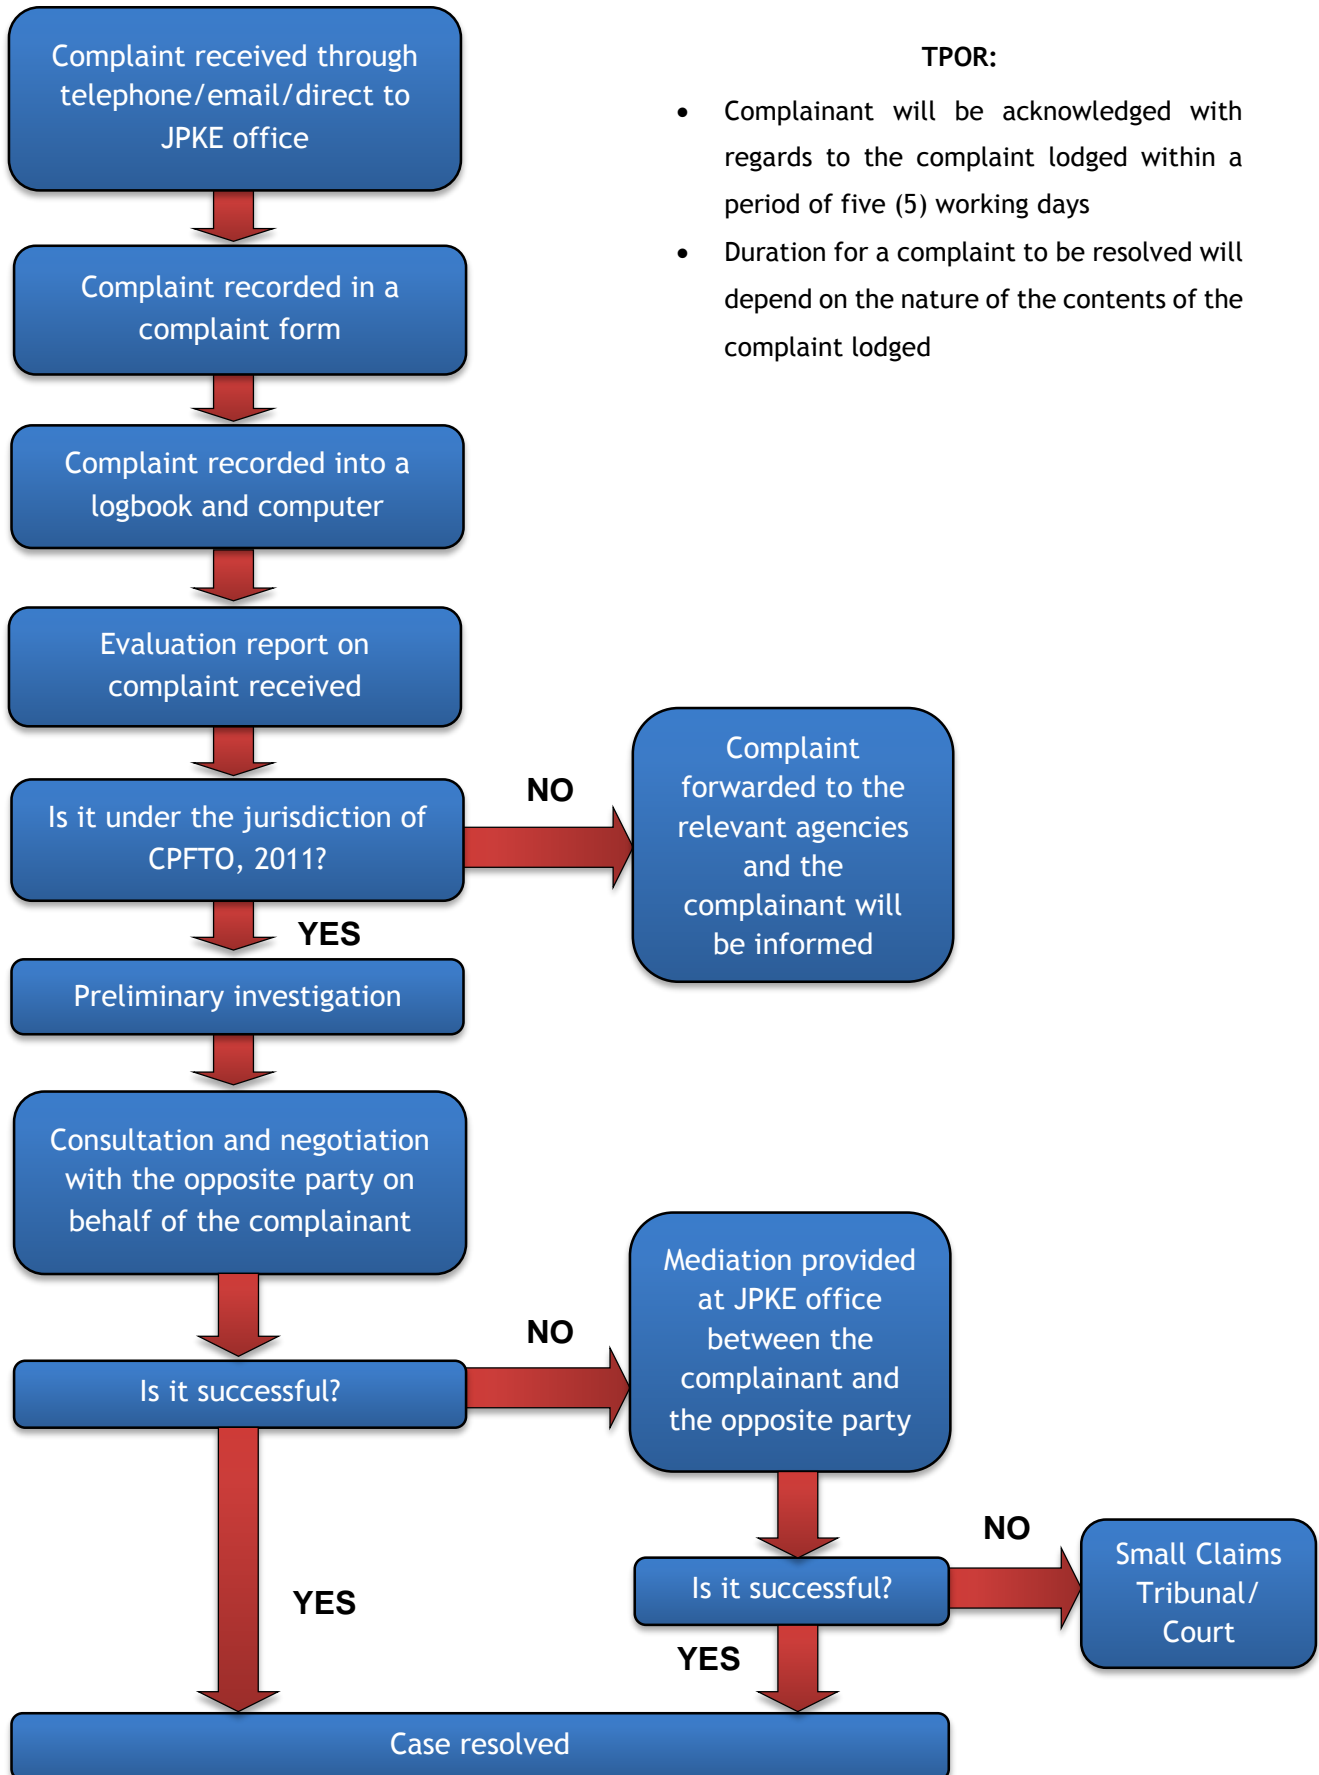 Complaint received through
telephone/email/direct to
JPKE office
TPOR:
• Complainant will be acknowledged with
regards to the complaint lodged within a
period of five (5) working days
• Duration for a complaint to be resolved will
depend on the nature of the contents of the
complaint lodged
Complaint recorded in a
complaint form
Complaint recorded into a
logbook and computer
Evaluation report on
complaint received
Is it under the jurisdiction of
CPFTO, 2011?
NO
Complaint
forwarded to the
relevant agencies
and the
complainant will
be informed
YES
Preliminary investigation
Consultation and negotiation
with the opposite party on
behalf of the complainant
Is it successful?
NO
Mediation provided
at JPKE office
between the
complainant and
the opposite party
Is it successful?
NO
Small Claims
Tribunal/
Court
YES
YES
Case resolved